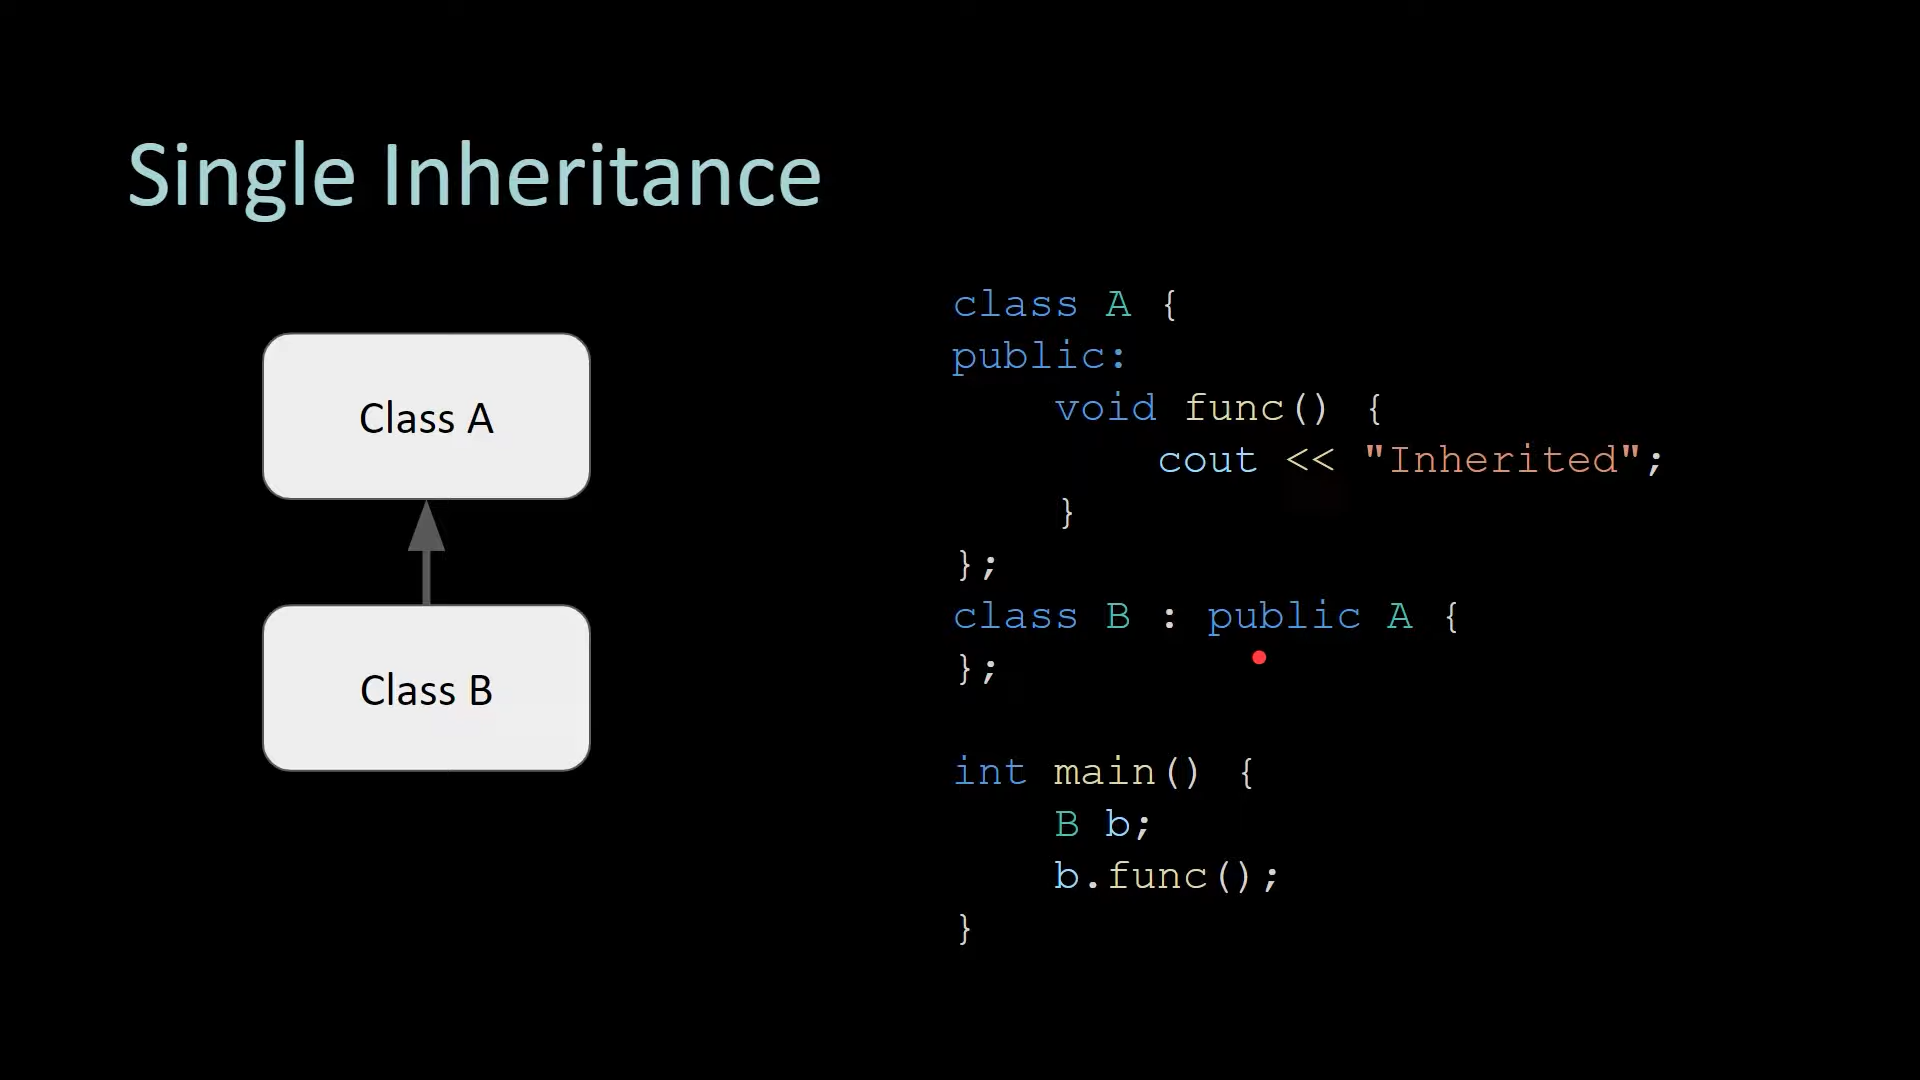 Single Inheritance
Class A
Class B
class A {
public:
    void func() {
        cout << "Inherited";
    }
};
class B : public A {
};

int main() {
    B b;
    b.func();
}